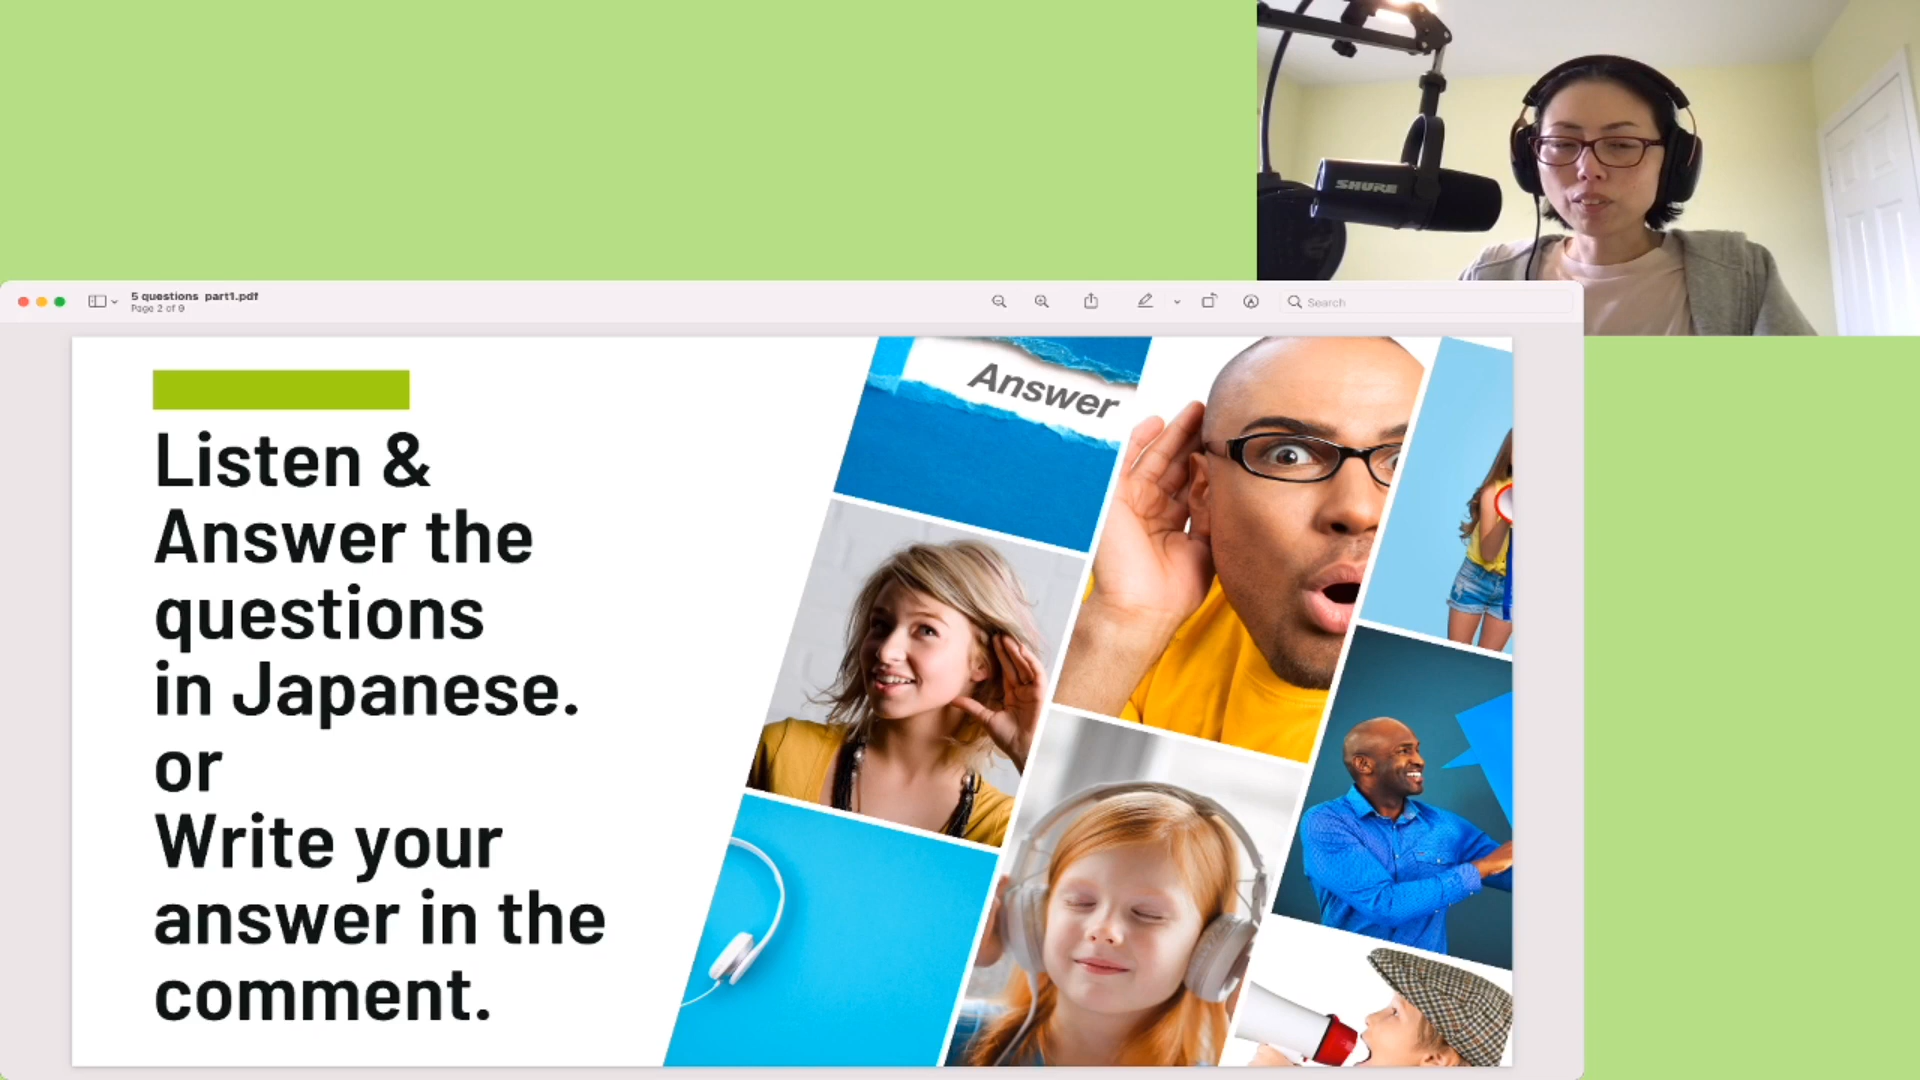 SHURE
5 questions part1.pdf
Page 2 of 9
Search
Answer
Listen &
Answer the
questions
in Japanese.
or
Write your
answer in the
comment.